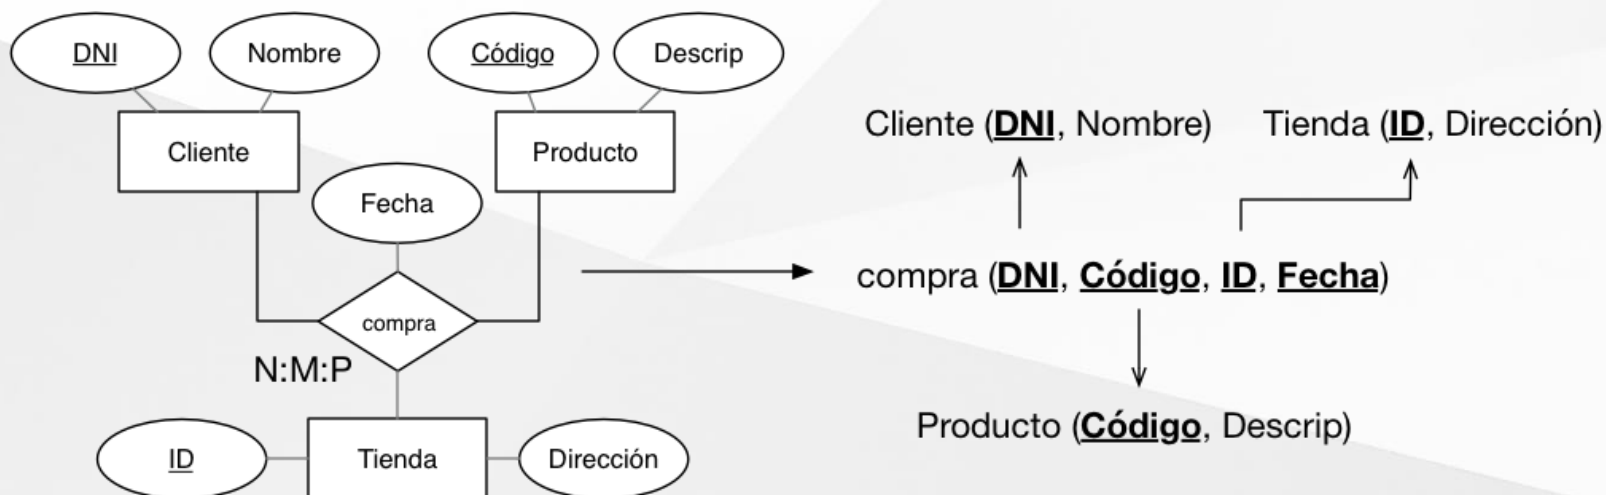 DNI
Nombre
Código
Descrip
Cliente
Producto
Fecha
compra
N:M:P
ID
Tienda
Dirección
Cliente (DNI, Nombre)
Tienda (ID, Dirección)
compra (DNI, Código, ID, Fecha)
Producto (Código, Descrip)